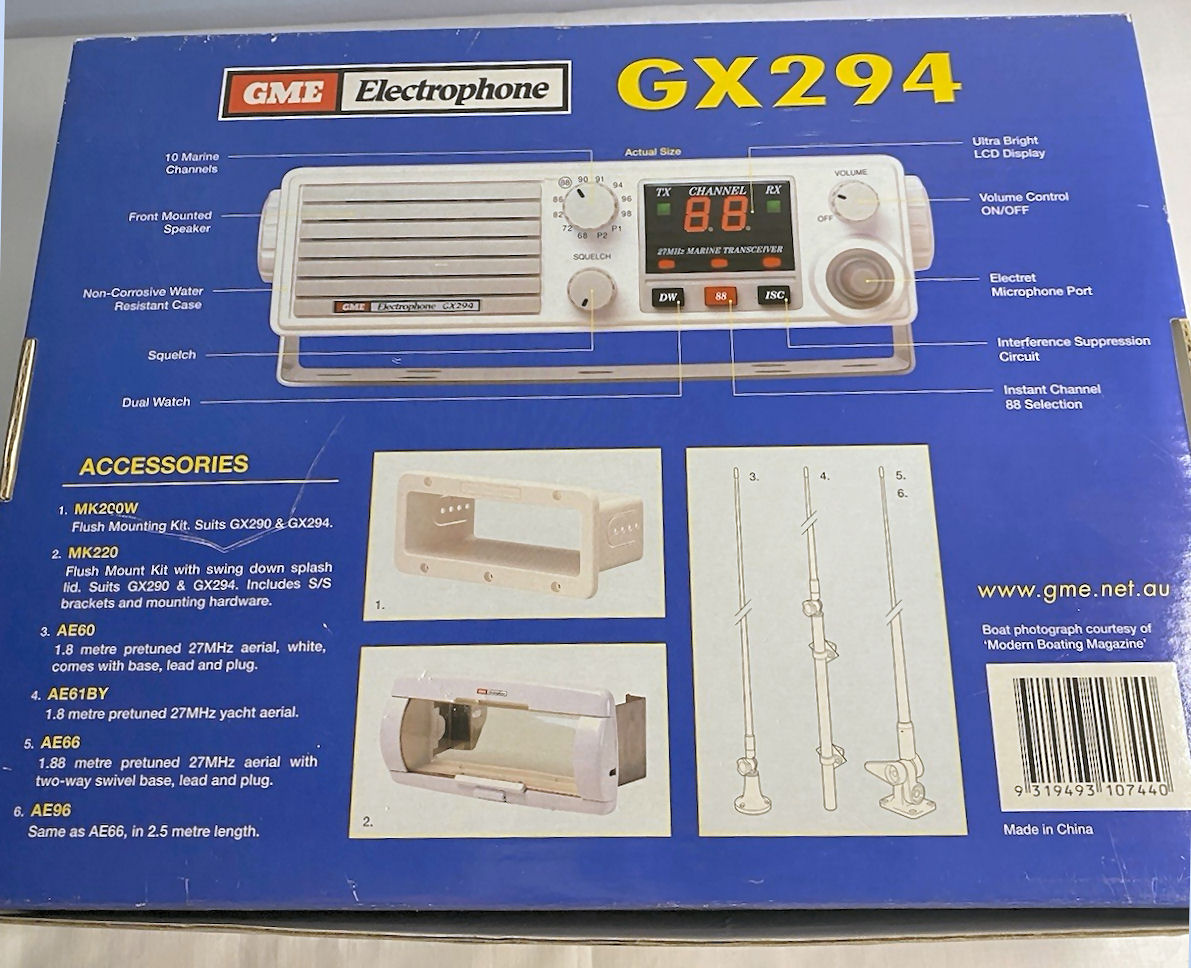 GME Electrophone GX294
10 Marine
Channels
Front Mounted
Speaker
Non-Corrosive Water
Resistant Case
Squelch
Dual Watch
Actual Size
Ultra Bright
LCD Display
Volume Control
ON/OFF
Electret
Microphone Port
Interference Suppression
Circuit
Instant Channel
88 Selection
88 90 91 94 96 98 P1 P2 68 72 82 86
SQUELCH
TX CHANNEL RX
88
27MHz MARINE TRANSCEIVER
DW 88 ISC
VOLUME
OFF
GME Electrophone GX294
ACCESSORIES
1. MK200W
Flush Mounting Kit. Suits GX290 & GX294.
2. MK220
Flush Mount Kit with swing down splash
lid. Suits GX290 & GX294. Includes S/S
brackets and mounting hardware.
3. AE60
1.8 metre pretuned 27MHz aerial, white,
comes with base, lead and plug.
4. AE61BY
1.8 metre pretuned 27MHz yacht aerial.
5. AE66
1.88 metre pretuned 27MHz aerial with
two-way swivel base, lead and plug.
6. AE96
Same as AE66, in 2.5 metre length.
1.
2.
GME
3.
4.
5.
6.
www.gme.net.au
Boat photograph courtesy of
'Modern Boating Magazine'
9 319493 107440
Made in China